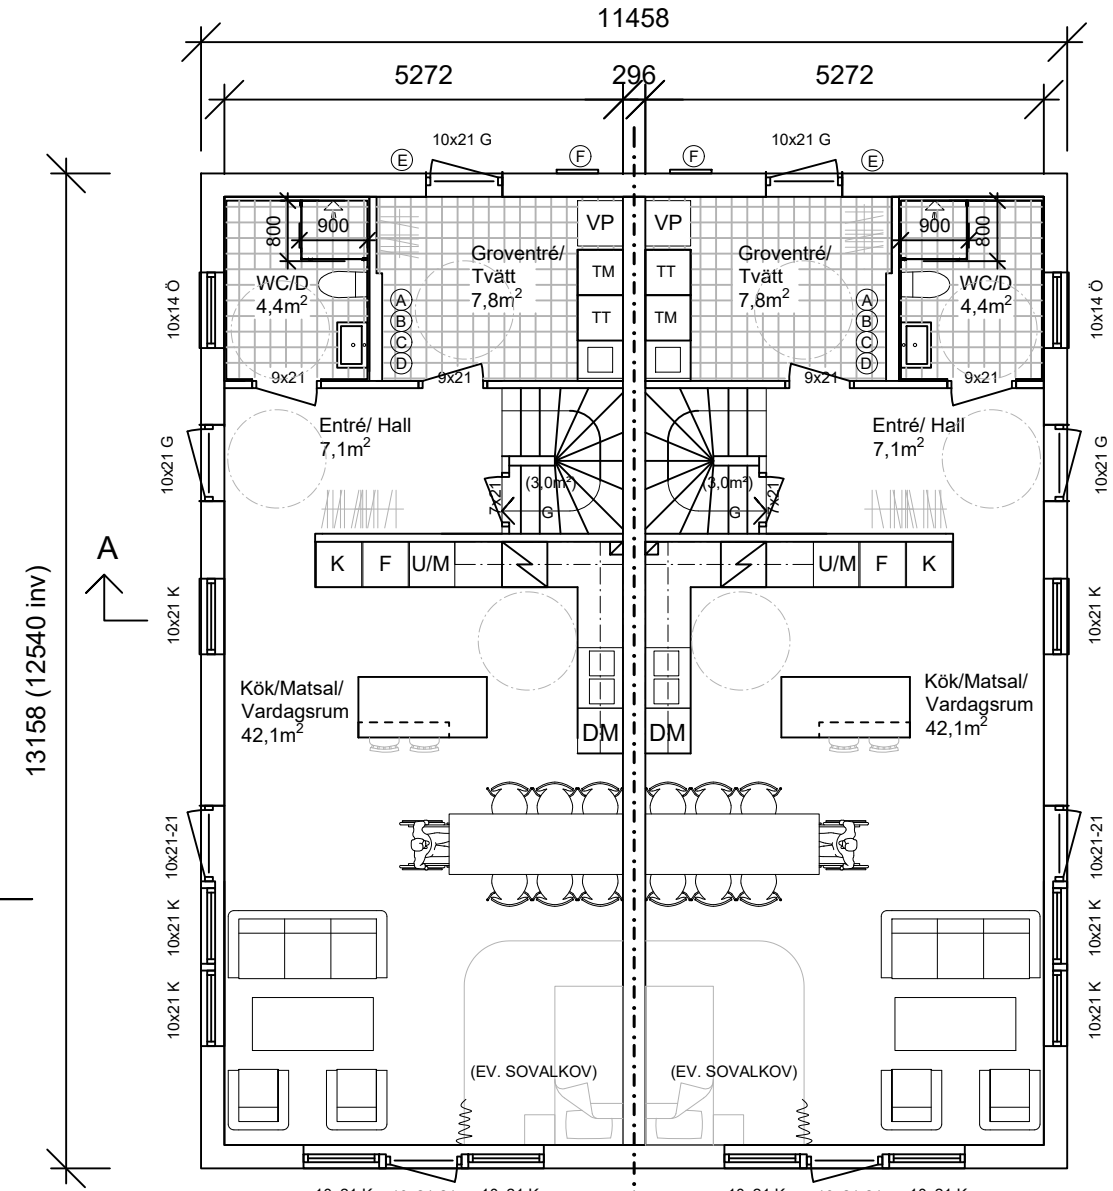 11458
5272 296 5272
10x21 G 10x21 G
E F F E
800 900 VP VP 900 800
Groventré/
Tvätt
7,8m²
Groventré/
Tvätt
7,8m²
TM TT
TT TM
WC/D
4,4m²
WC/D
4,4m²
A
B
C
D
A
B
C
D
10x14 Ö 10x14 Ö
9x21 9x21 9x21 9x21
Entré/ Hall
7,1m²
Entré/ Hall
7,1m²
10x21 G 10x21 G
7x21 (3,0m²) (3,0m²) 7x21
G G
K F U/M U/M F K
A
10x21 K 10x21 K
13158 (12540 inv)
Kök/Matsal/
Vardagsrum
42,1m²
Kök/Matsal/
Vardagsrum
42,1m²
DM DM
10x21-21 10x21-21
10x21 K 10x21 K
10x21 K 10x21 K
(EV. SOVALKOV) (EV. SOVALKOV)